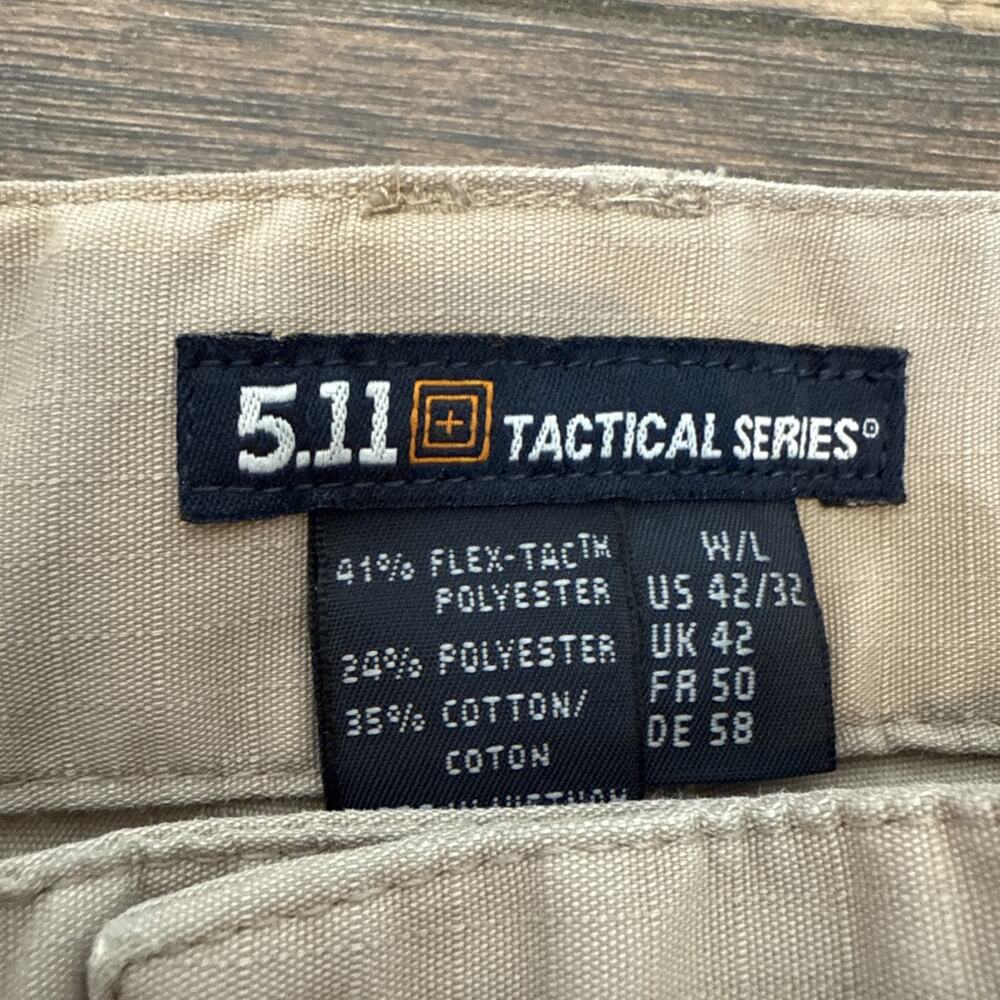 5.11 TACTICAL SERIES®
41% FLEX-TAC™
POLYESTER
24% POLYESTER
35% COTTON/
COTON
W/L
US 42/32
UK 42
FR 50
DE 58